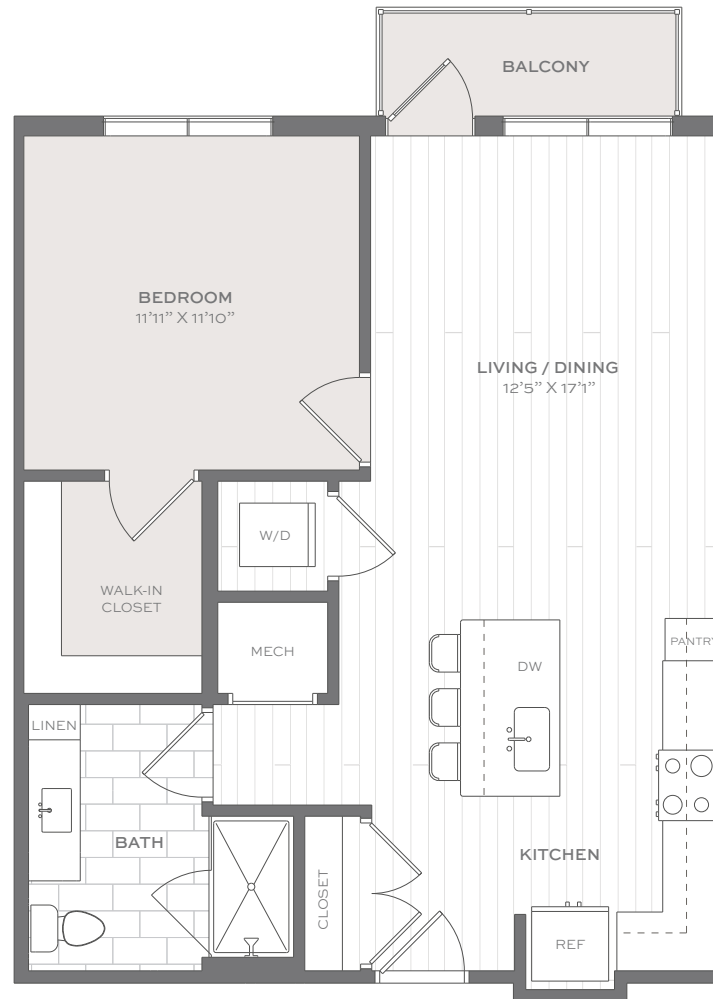 BALCONY
BEDROOM
11'11" X 11'10"
LIVING / DINING
12'5" X 17'1"
W/D
WALK-IN
CLOSET
MECH
PANTRY
DW
LINEN
BATH
KITCHEN
CLOSET
REF